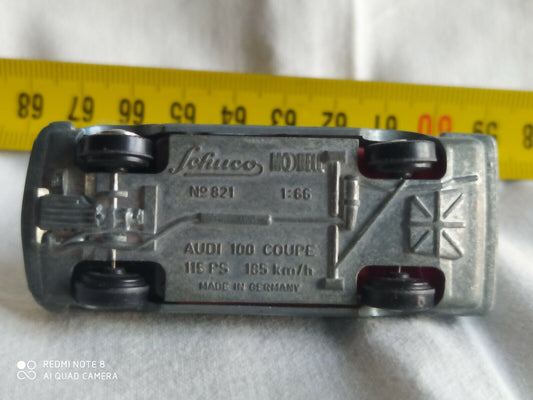 68 67 66 65 64 63 62 61 60 59
Schuco MODELL
No 821 1:66
AUDI 100 COUPE
115 PS 185 km/h
MADE IN GERMANY
REDMI NOTE 8
AI QUAD CAMERA